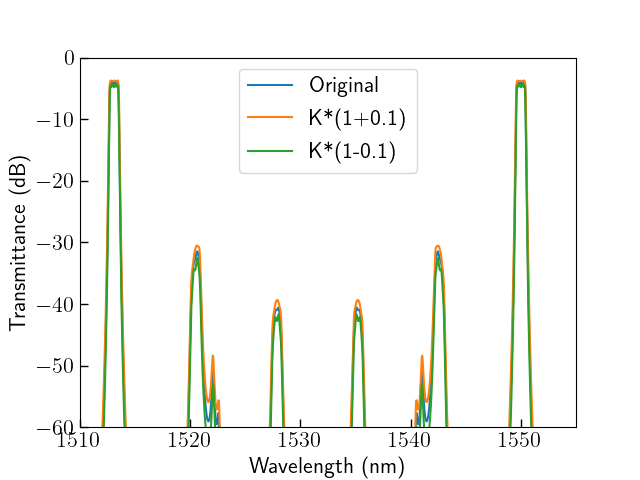 Original
K*(1+0.1)
K*(1-0.1)
Transmittance (dB)
0
−10
−20
−30
−40
−50
−60
1510
1520
1530
1540
1550
Wavelength (nm)